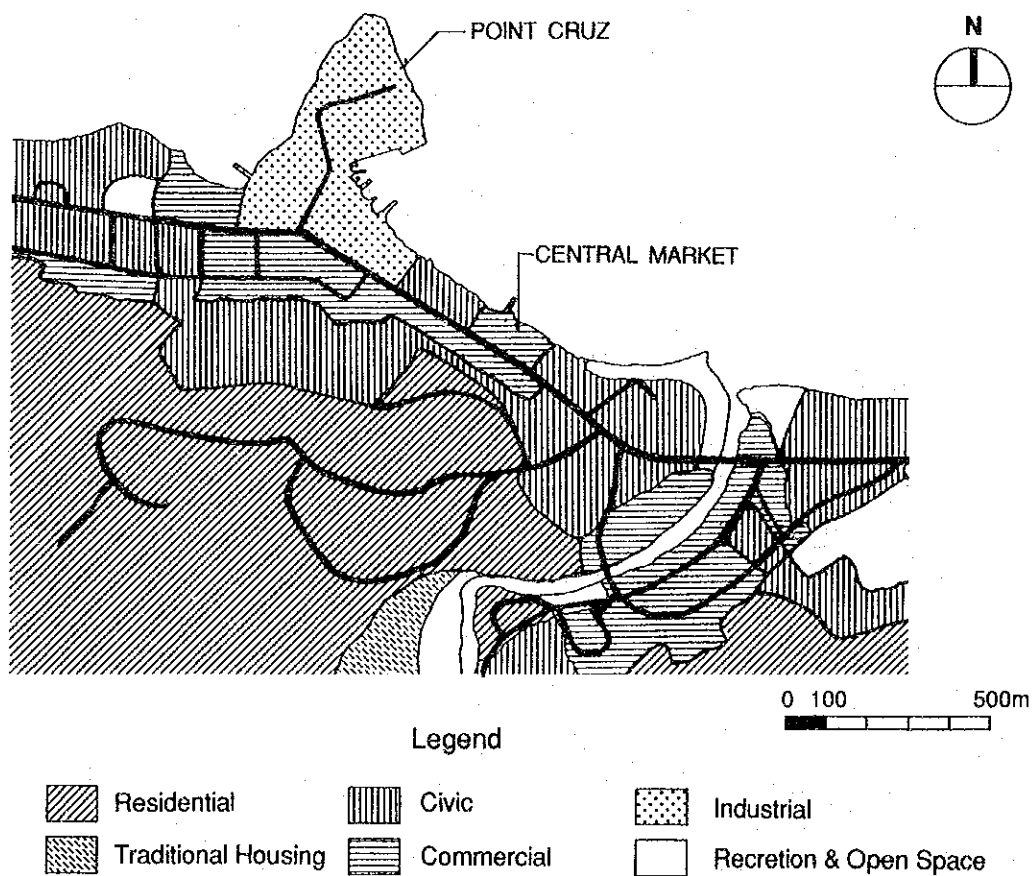 POINT CRUZ
N
CENTRAL MARKET
0 100 500m
Legend
Residential
Civic
Industrial
Traditional Housing
Commercial
Recretion & Open Space